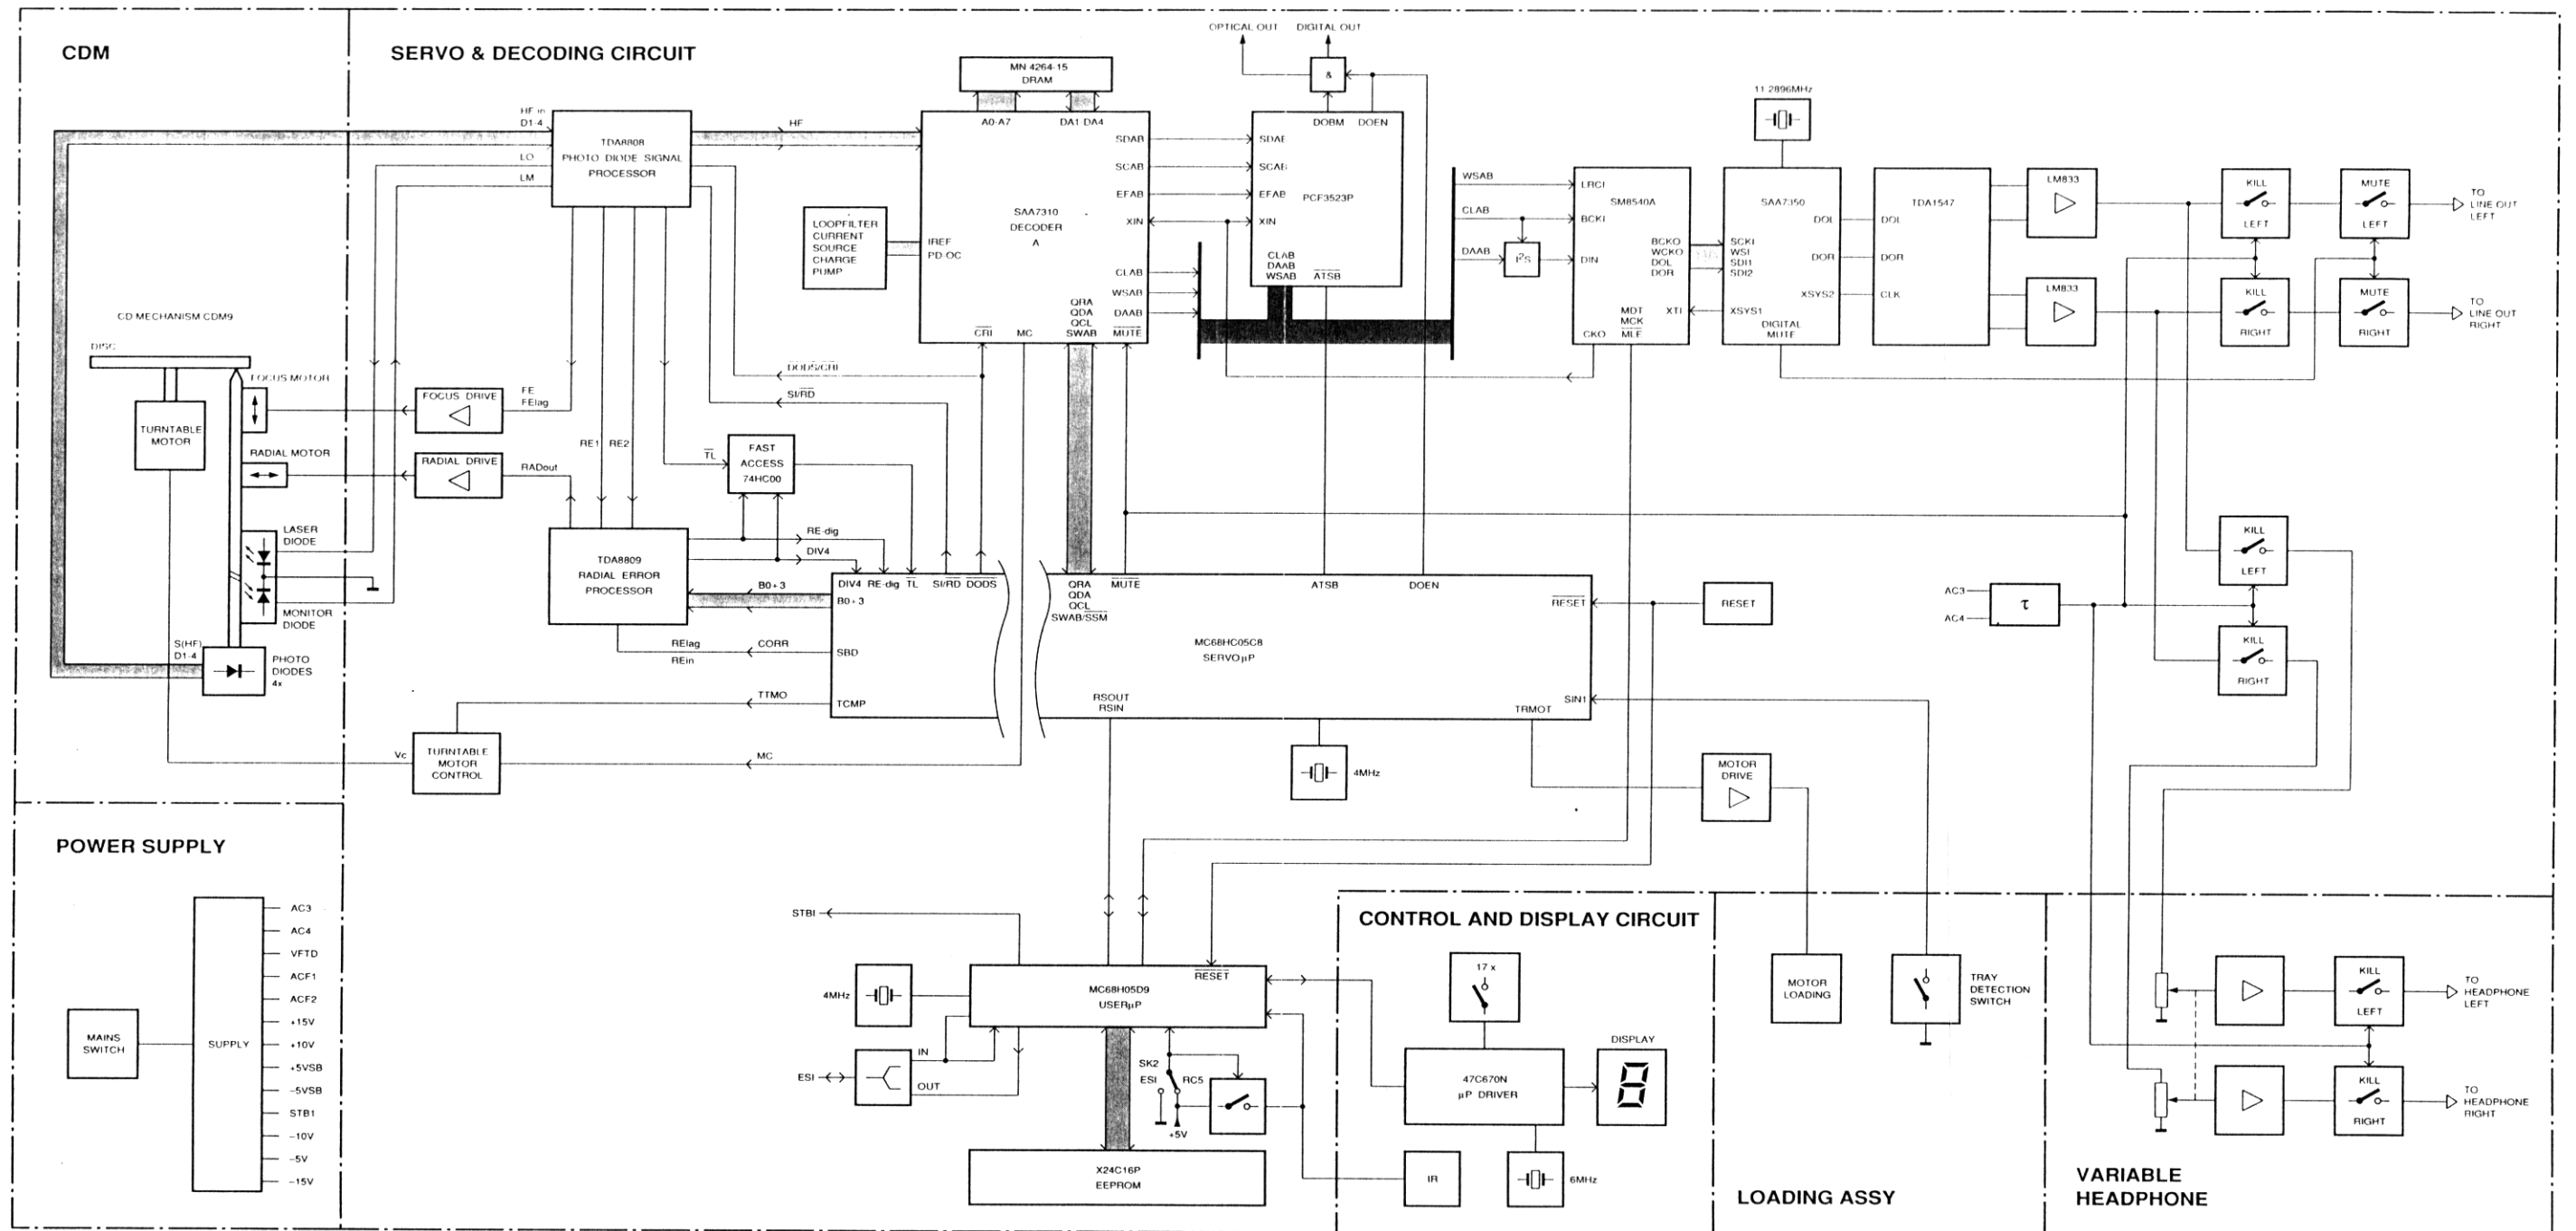 CDM
SERVO & DECODING CIRCUIT
OPTICAL OUT
DIGITAL OUT
MN 4264-15
DRAM
&
11 2896MHz
HF in
D1-4
LO
LM
TDA8808
PHOTO DIODE SIGNAL
PROCESSOR
HF
A0-A7
DA1-DA4
SDAB
SCAB
EFAB
XIN
SAA7310
DECODER
A
IREF
PD-OC
CLAB
WSAB
DAAB
QRA
QDA
QCL
SWAB
MUTE
CRI
MC
LOOPFILTER
CURRENT
SOURCE
CHARGE
PUMP
DOBM
DOEN
SCAB
EFAB
XIN
PCF3523P
CLAB
DAAB
WSAB
ATSB
WSAB
CLAB
DAAB
I²S
LRCI
BCKI
DIN
SM8540A
BCKO
WCKO
DOL
DOR
MDT
MCK
MLE
XTI
CKO
SAA7350
SCKI
WSI
SDI1
SDI2
DOL
DOR
XSYS2
XSYS1
DIGITAL
MUTE
TDA1547
DOL
DOR
CLK
LM833
LM833
KILL
LEFT
MUTE
LEFT
TO
LINE OUT
LEFT
KILL
RIGHT
MUTE
RIGHT
TO
LINE OUT
RIGHT
CD MECHANISM CDM9
DISC
FOCUS MOTOR
TURNTABLE
MOTOR
RADIAL MOTOR
LASER
DIODE
MONITOR
DIODE
S(HF)
D1-4
PHOTO
DIODES
4x
FOCUS DRIVE
FE
FElag
RADIAL DRIVE
RADout
RE1
RE2
DODS/CRI
SI/RD
TL
FAST
ACCESS
74HC00
TDA8809
RADIAL ERROR
PROCESSOR
RE-dig
DIV4
B0÷3
RElag
REin
CORR
TTMO
DIV4
RE-dig
TL
SI/RD
DODS
B0÷3
SBD
TCMP
QRA
QDA
QCL
SWAB/SSM
MUTE
ATSB
DOEN
RESET
MC68HC05C8
SERVOµP
RSOUT
RSIN
TRMOT
SIN1
RESET
4MHz
Vc
TURNTABLE
MOTOR
CONTROL
MC
MOTOR
DRIVE
AC3
AC4
τ
KILL
LEFT
KILL
RIGHT
POWER SUPPLY
MAINS
SWITCH
SUPPLY
AC3
AC4
VFTD
ACF1
ACF2
+15V
+10V
+5VSB
-5VSB
STB1
-10V
-5V
-15V
STBI
4MHz
MC68H05D9
USERµP
RESET
ESI
IN
OUT
SK2
ESI
RC5
+5V
X24C16P
EEPROM
CONTROL AND DISPLAY CIRCUIT
17 x
47C670N
µP DRIVER
DISPLAY
8
IR
6MHz
MOTOR
LOADING
TRAY
DETECTION
SWITCH
LOADING ASSY
KILL
LEFT
TO
HEADPHONE
LEFT
KILL
RIGHT
TO
HEADPHONE
RIGHT
VARIABLE
HEADPHONE